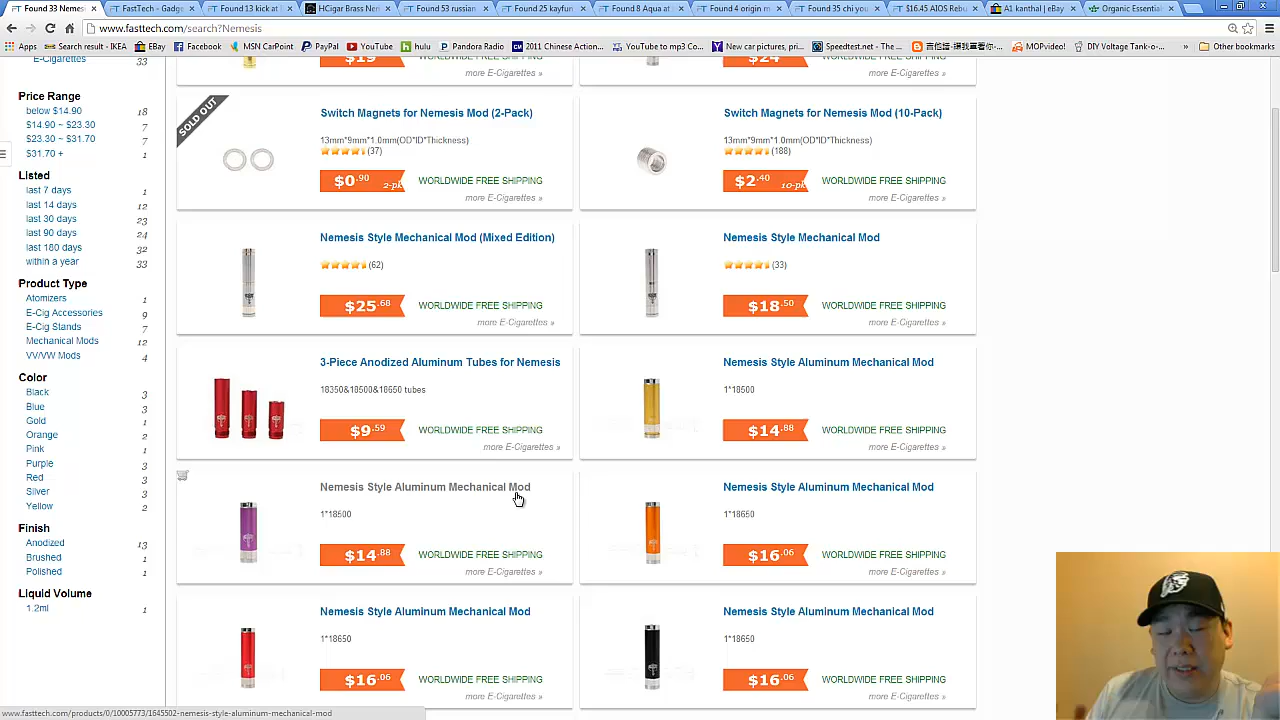 Found 33 Nemes
FastTech - Gadge
Found 13 kick at
HCigar Brass Nem
Found 53 russian
Found 25 kayfun
Found 8 Aqua at
Found 4 origin m
Found 35 chi you
$16.45 AIOS Rebu
A1 kanthal | eBay
Organic Essential
www.fasttech.com/search?Nemesis
Apps
Search results - IKEA
EBay
Facebook
MSN CarPoint
PayPal
YouTube
hulu
Pandora Radio
2011 Chinese Action...
YouTube to mp3 Co...
New car pictures, pri...
Speedtest.net - The ...
MOPvideo!
DIV Voltage Tank-o...
»
Other bookmarks
E-Cigarettes 33
Price Range
below $14.90 18
$14.90 ~ $23.30 7
$23.30 ~ $31.70 7
$31.70 + 1
Listed
last 7 days 1
last 14 days 12
last 30 days 23
last 90 days 24
last 180 days 32
within a year 33
Product Type
Atomizers 1
E-Cig Accessories 9
E-Cig Stands 7
Mechanical Mods 12
VV/VW Mods 4
Color
Black 3
Blue 3
Gold 1
Orange 2
Pink 1
Purple 3
Red 3
Silver 3
Yellow 2
Finish
Anodized 13
Brushed 1
Polished 1
Liquid Volume
1.2ml 1
$19 WORLDWIDE FREE SHIPPING
more E-Cigarettes »
$24 WORLDWIDE FREE SHIPPING
more E-Cigarettes »
SOLD OUT
Switch Magnets for Nemesis Mod (2-Pack)
13mm*9mm*1.0mm(OD*ID*Thickness)
(37)
$0.90 2-pk WORLDWIDE FREE SHIPPING
more E-Cigarettes »
Switch Magnets for Nemesis Mod (10-Pack)
13mm*9mm*1.0mm(OD*ID*Thickness)
(188)
$2.40 10-pk WORLDWIDE FREE SHIPPING
more E-Cigarettes »
Nemesis Style Mechanical Mod (Mixed Edition)
(62)
$25.68 WORLDWIDE FREE SHIPPING
more E-Cigarettes »
Nemesis Style Mechanical Mod
(33)
$18.50 WORLDWIDE FREE SHIPPING
more E-Cigarettes »
3-Piece Anodized Aluminum Tubes for Nemesis
18350&18500&18650 tubes
$9.59 WORLDWIDE FREE SHIPPING
more E-Cigarettes »
Nemesis Style Aluminum Mechanical Mod
1*18500
$14.88 WORLDWIDE FREE SHIPPING
more E-Cigarettes »
Nemesis Style Aluminum Mechanical Mod
1*18500
$14.88 WORLDWIDE FREE SHIPPING
more E-Cigarettes »
Nemesis Style Aluminum Mechanical Mod
1*18650
$16.06 WORLDWIDE FREE SHIPPING
more E-Cigarettes »
Nemesis Style Aluminum Mechanical Mod
1*18650
$16.06 WORLDWIDE FREE SHIPPING
more E-Cigarettes »
Nemesis Style Aluminum Mechanical Mod
1*18650
$16.06 WORLDWIDE FREE SHIPPING
more E-Cigarettes »
www.fasttech.com/products/0/10005773/1645502-nemesis-style-aluminum-mechanical-mod